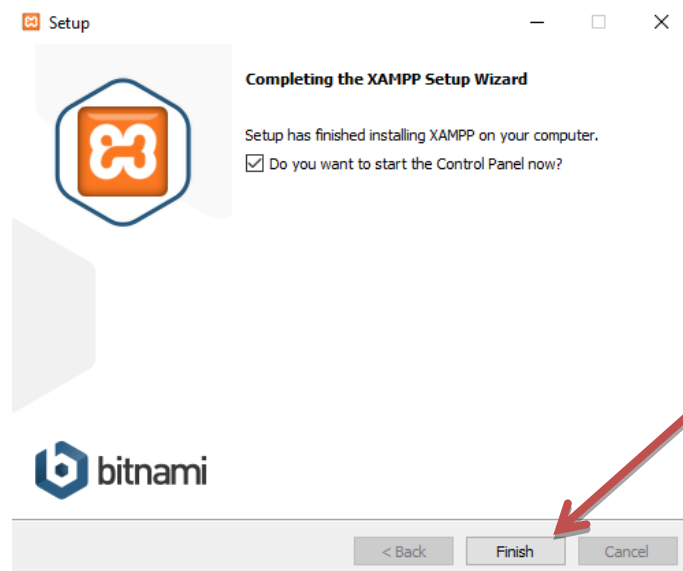 Setup
Completing the XAMPP Setup Wizard
Setup has finished installing XAMPP on your computer.
Do you want to start the Control Panel now?
bitnami
< Back
Finish
Cancel